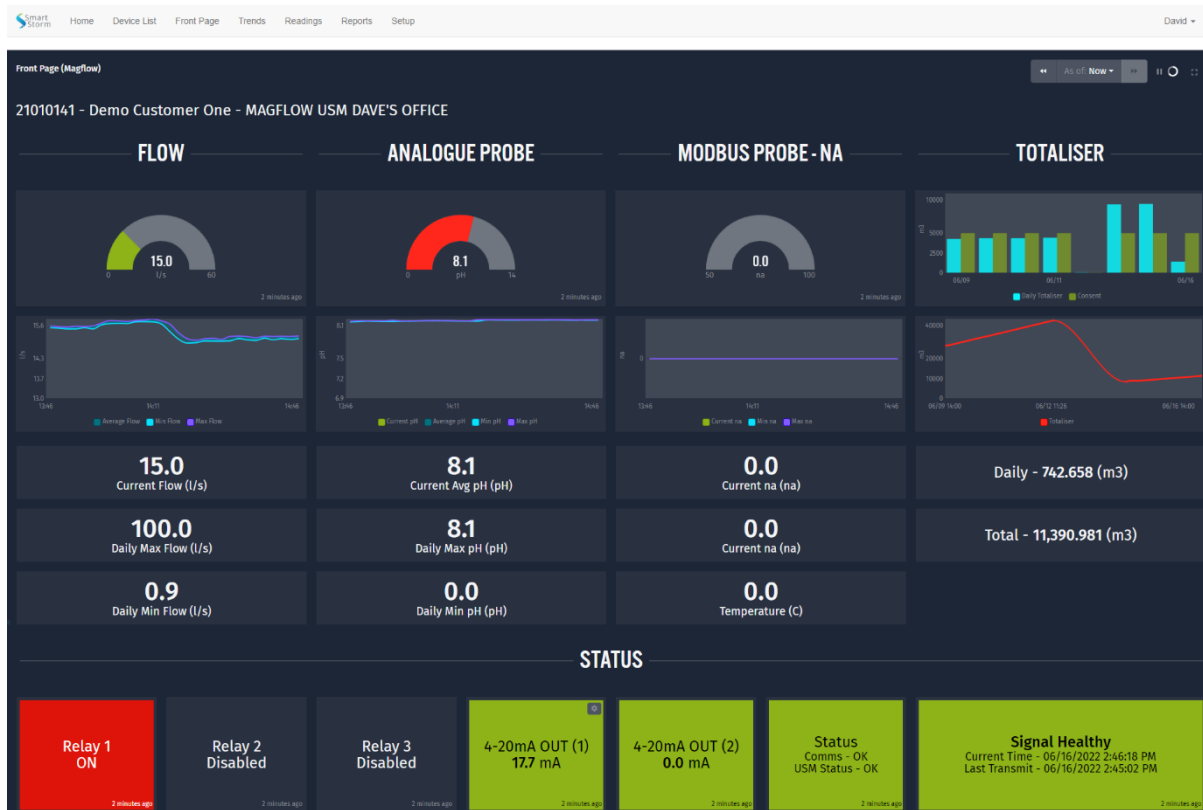 Smart
Storm
Home
Device List
Front Page
Trends
Readings
Reports
Setup
David
Front Page (Magflow)
As of: Now
21010141 - Demo Customer One - MAGFLOW USM DAVE'S OFFICE
FLOW
ANALOGUE PROBE
MODBUS PROBE - NA
TOTALISER
15.0
0 l/s 60
2 minutes ago
8.1
0 pH 14
2 minutes ago
0.0
50 na 100
2 minutes ago
10000
m3
5000
2500
0
06/09 06/11 06/16
Daily Totaliser Consent
15.6
l/s
14.3
13.7
13.0
13:46 14:11 14:46
Average Flow Min Flow Max Flow
8.1
pH
7.5
7.2
6.9
13:46 14:11 14:46
Current pH Average pH Min pH Max pH
na
0
13:46 14:11 14:46
Current na Min na Max na
40000
m3
20000
10000
0
06/09 14:00 06/12 11:26 06/16 14:00
Totaliser
15.0
Current Flow (l/s)
8.1
Current Avg pH (pH)
0.0
Current na (na)
Daily - 742.658 (m3)
100.0
Daily Max Flow (l/s)
8.1
Daily Max pH (pH)
0.0
Current na (na)
Total - 11,390.981 (m3)
0.9
Daily Min Flow (l/s)
0.0
Daily Min pH (pH)
0.0
Temperature (C)
STATUS
Relay 1
ON
2 minutes ago
Relay 2
Disabled
2 minutes ago
Relay 3
Disabled
2 minutes ago
4-20mA OUT (1)
17.7 mA
2 minutes ago
4-20mA OUT (2)
0.0 mA
2 minutes ago
Status
Comms - OK
USM Status - OK
2 minutes ago
Signal Healthy
Current Time - 06/16/2022 2:46:18 PM
Last Transmit - 06/16/2022 2:45:02 PM
2 minutes ago